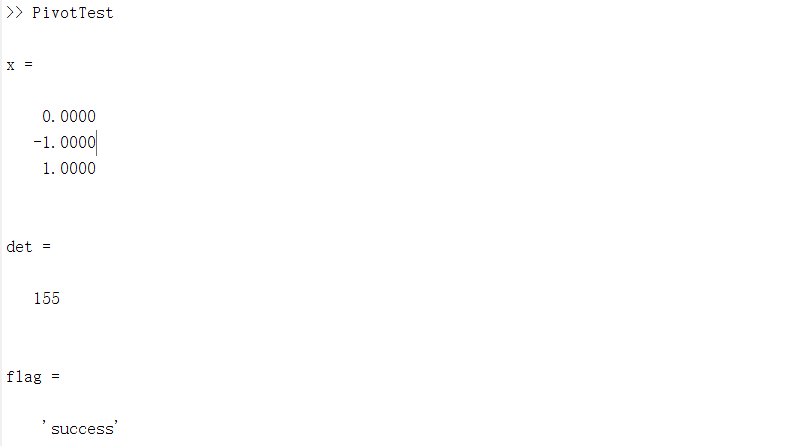 >> PivotTest
x =
0.0000
-1.0000
1.0000
det =
155
flag =
'success'